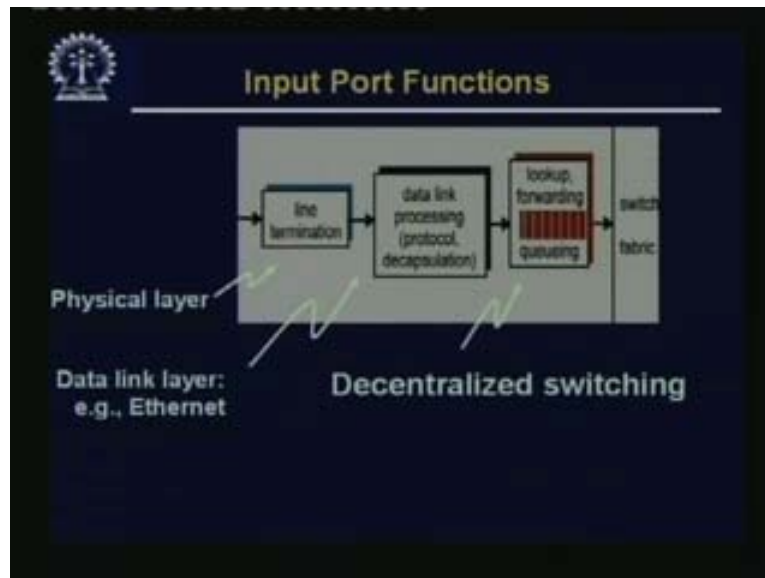 Input Port Functions
line
termination
data link
processing
(protocol,
decapsulation)
lookup,
forwarding
queueing
switch
fabric
Physical layer
Data link layer:
e.g., Ethernet
Decentralized switching